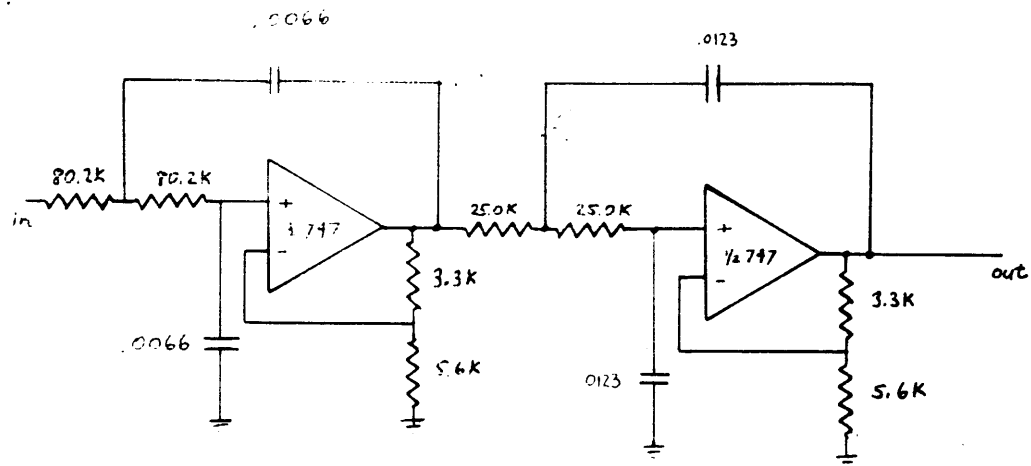 .0066
.0123
80.2K
80.2K
in
+
-
747
3.3K
5.6K
.0066
25.0K
25.0K
+
-
1/2 747
3.3K
5.6K
0123
out